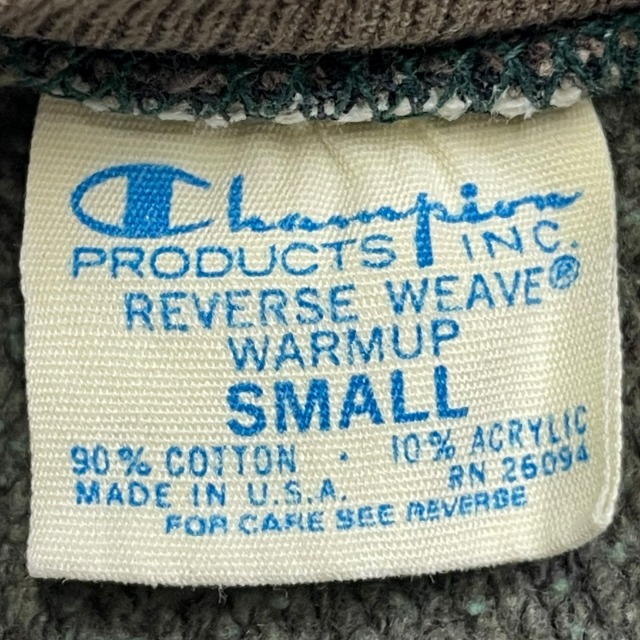 Champion
PRODUCTS INC.
REVERSE WEAVE®
WARMUP
SMALL
90% COTTON · 10% ACRYLIC
MADE IN U.S.A. RN 26094
FOR CARE SEE REVERSE